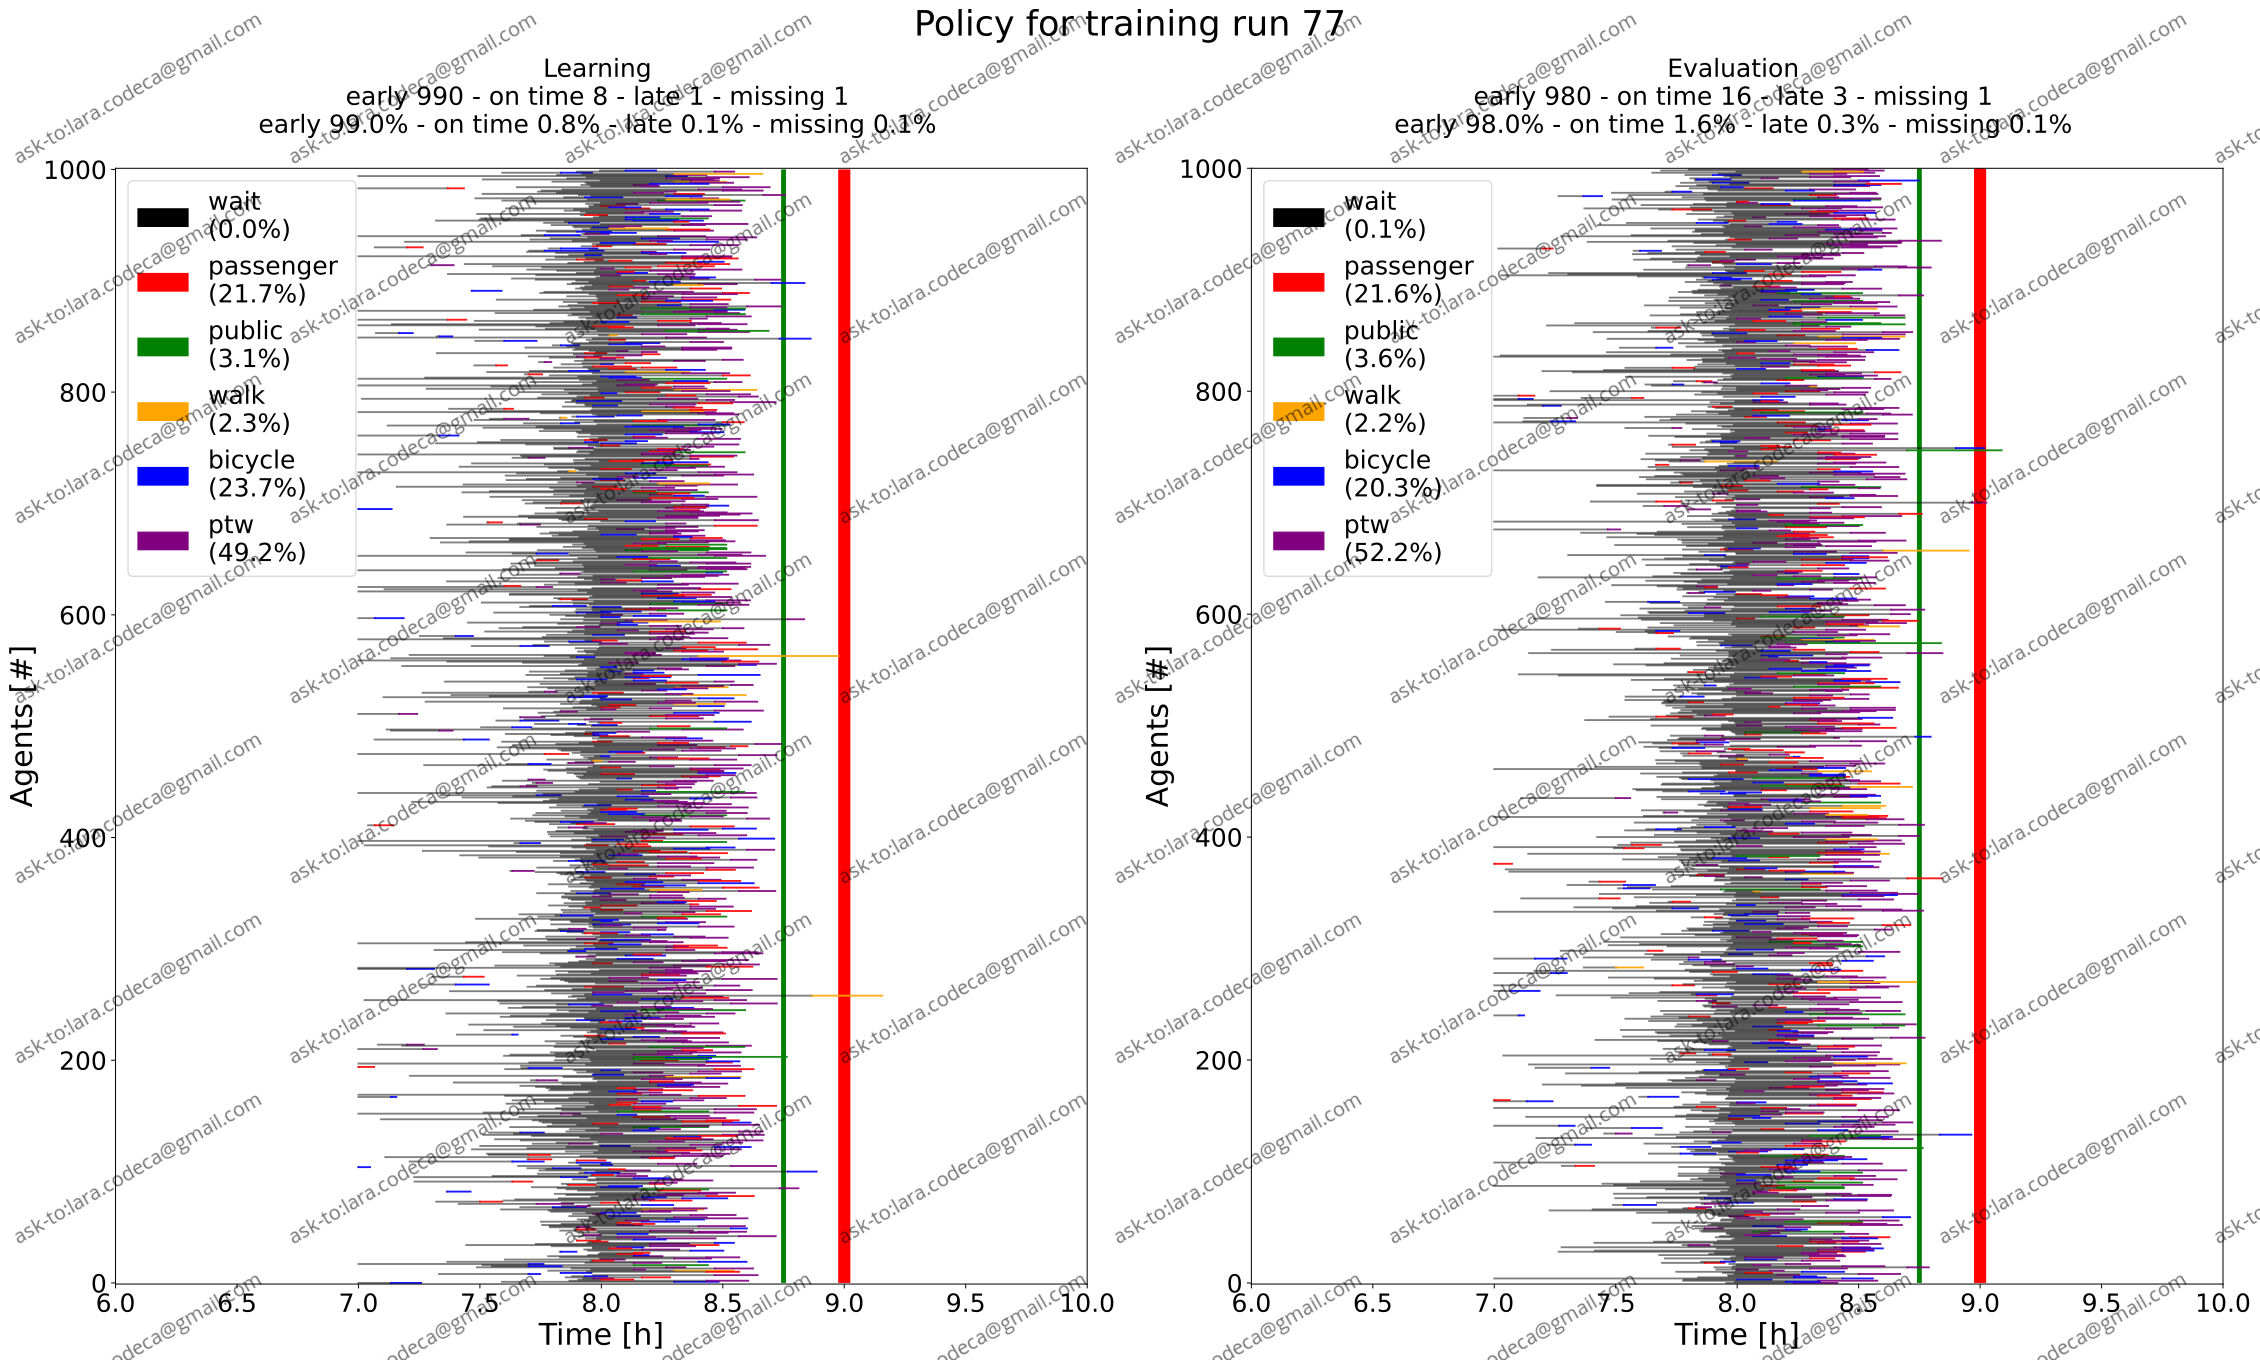 Policy for training run 77
Learning
early 990 - on time 8 - late 1 - missing 1
early 99.0% - on time 0.8% - late 0.1% - missing 0.1%
1000
800
600
400
200
0
Agents [#]
wait
(0.0%)
passenger
(21.7%)
public
(3.1%)
walk
(2.3%)
bicycle
(23.7%)
ptw
(49.2%)
6.0 6.5 7.0 7.5 8.0 8.5 9.0 9.5 10.0
Time [h]
Evaluation
early 980 - on time 16 - late 3 - missing 1
early 98.0% - on time 1.6% - late 0.3% - missing 0.1%
1000
800
600
400
200
0
Agents [#]
wait
(0.1%)
passenger
(21.6%)
public
(3.6%)
walk
(2.2%)
bicycle
(20.3%)
ptw
(52.2%)
6.0 6.5 7.0 7.5 8.0 8.5 9.0 9.5 10.0
Time [h]
ask-to:lara.codeca@gmail.com